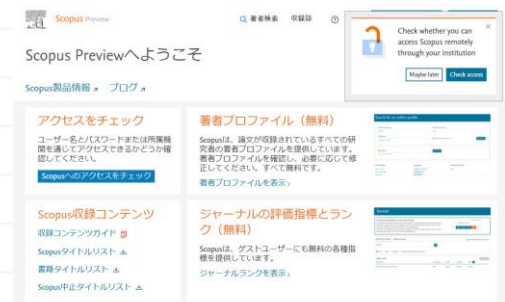 Scopus Preview
著者検索 収録誌
Check whether you can
access Scopus remotely
through your institution
Maybe later Check access
Scopus Previewへようこそ
Scopus製品情報 ブログ
アクセスをチェック
ユーザー名とパスワードまたは所属機
関を通じてアクセスできるかどうか確
認してください。
Scopusへのアクセスをチェック
著者プロファイル（無料）
Scopusは、論文が収録されているすべての研
究者の著者プロファイルを提供しています。
著者プロファイルを確認し、必要に応じて修
正してください。すべて無料です。
著者プロファイルを表示
Scopus収録コンテンツ
収録コンテンツガイド
Scopusタイトルリスト
書籍タイトルリスト
Scopus中止タイトルリスト
ジャーナルの評価指標とラン
ク（無料）
Scopusは、ゲストユーザーにも無料の各種指
標を提供しています。
ジャーナルランクを表示